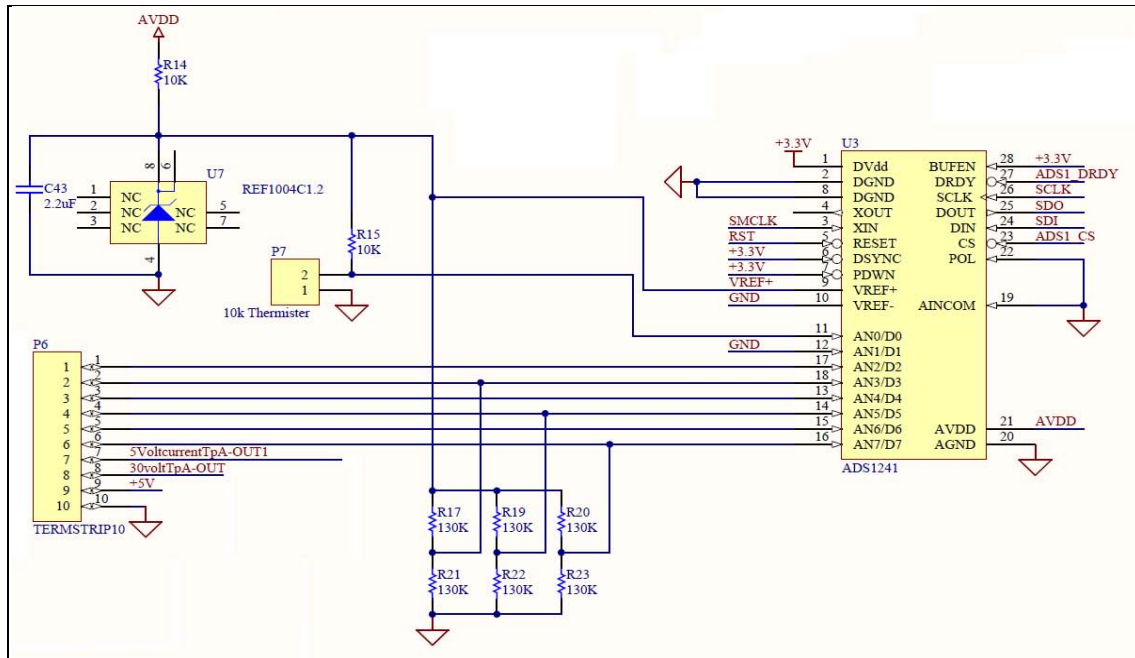 AVDD
R14
10K
8
6
U7
REF1004C1.2
C43
2.2uF
1
NC
2
NC
NC
5
3
NC
NC
7
4
R15
10K
P7
2
1
10k Thermister
P6
1
1
2
2
3
3
4
4
5
5
6
6
7
7
5VoltcurrentTpA-OUT1
8
8
30voltTpA-OUT
9
9
+5V
10
10
TERMSTRIP10
R17
130K
R19
130K
R20
130K
R21
130K
R22
130K
R23
130K
+3.3V
U3
1
DVdd
BUFEN
28
+3.3V
2
DGND
DRDY
27
ADS1_DRDY
8
DGND
SCLK
26
SCLK
4
XOUT
DOUT
25
SDO
SMCLK
3
XIN
DIN
24
SDI
RST
5
RESET
CS
23
ADS1_CS
+3.3V
6
DSYNC
POL
22
+3.3V
7
PDWN
VREF+
9
VREF+
GND
10
VREF-
AINCOM
19
11
AN0/D0
GND
12
AN1/D1
17
AN2/D2
18
AN3/D3
13
AN4/D4
14
AN5/D5
15
AN6/D6
AVDD
21
AVDD
16
AN7/D7
AGND
20
ADS1241